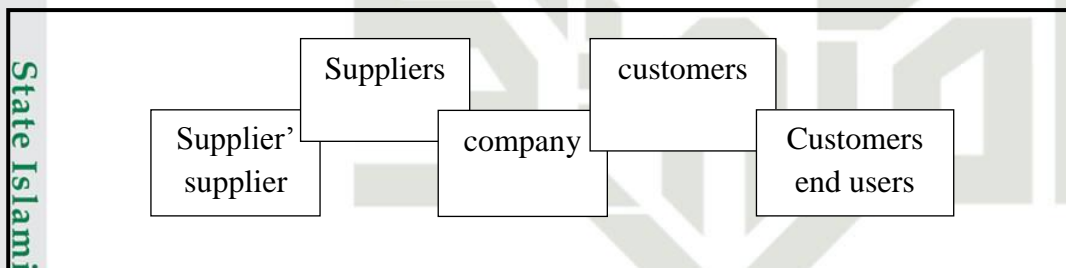 State Islami
Suppliers
customers
Supplier’
supplier
company
Customers
end users